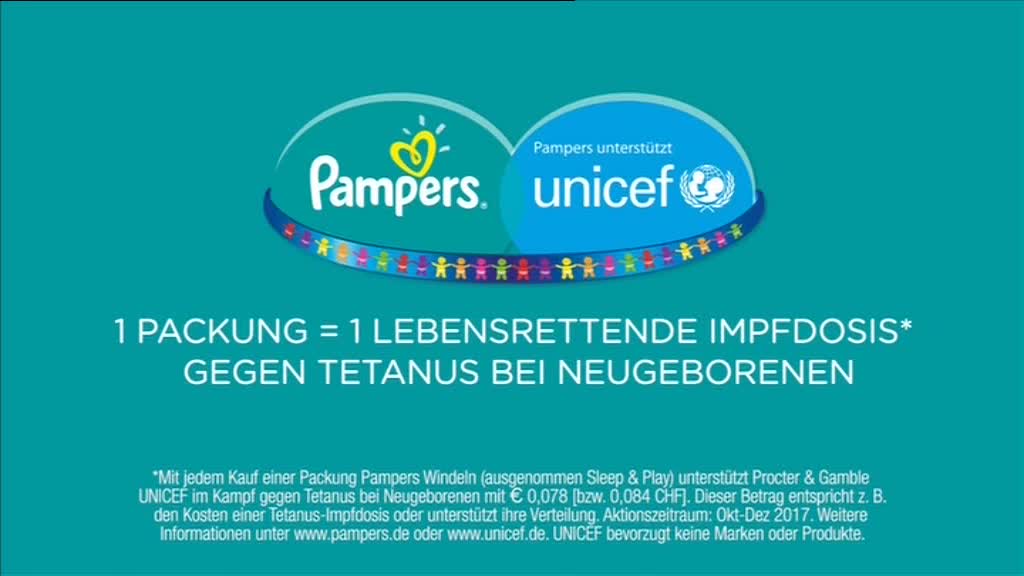 Pampers
Pampers unterstützt
unicef
1 PACKUNG = 1 LEBENSRETTENDE IMPFDOSIS*
GEGEN TETANUS BEI NEUGEBORENEN
*Mit jedem Kauf einer Packung Pampers Windeln (ausgenommen Sleep & Play) unterstützt Procter & Gamble
UNICEF im Kampf gegen Tetanus bei Neugeborenen mit € 0,078 [bzw. 0,084 CHF]. Dieser Betrag entspricht z. B.
den Kosten einer Tetanus-Impfdosis oder unterstützt ihre Verteilung. Aktionszeitraum: Okt-Dez 2017. Weitere
Informationen unter www.pampers.de oder www.unicef.de. UNICEF bevorzugt keine Marken oder Produkte.